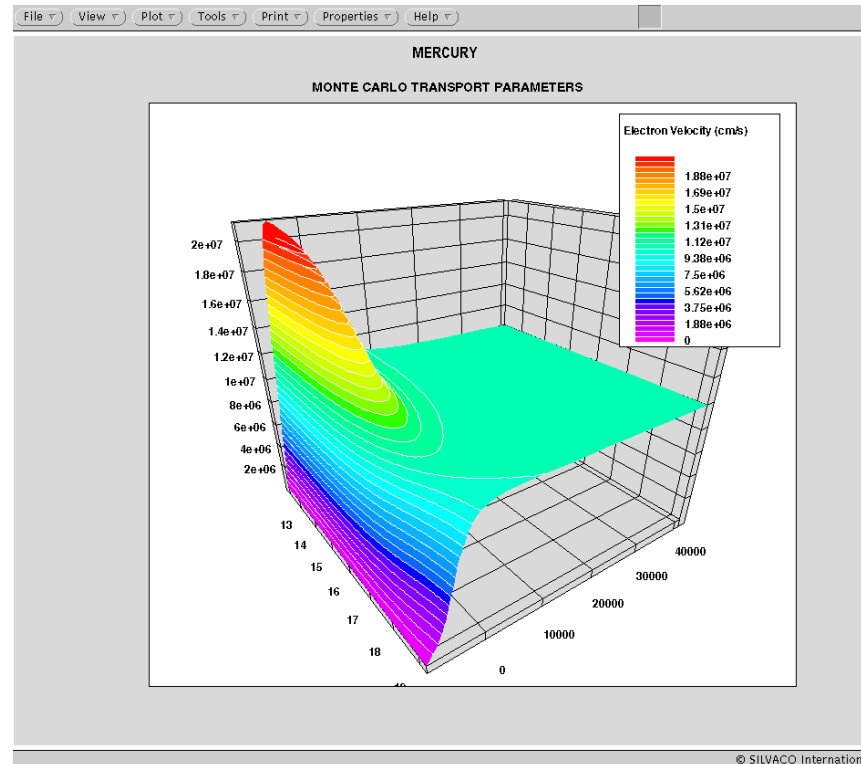 File View Plot Tools Print Properties Help
MERCURY
MONTE CARLO TRANSPORT PARAMETERS
Electron Velocity (cm/s)
1.88e+07
1.69e+07
1.5e+07
1.31e+07
1.12e+07
9.38e+06
7.5e+06
5.62e+06
3.75e+06
1.88e+06
0
2e+07
1.8e+07
1.6e+07
1.4e+07
1.2e+07
1e+07
8e+06
6e+06
4e+06
2e+06
13
14
15
16
17
18
0
10000
20000
30000
40000
© SILVACO Internation